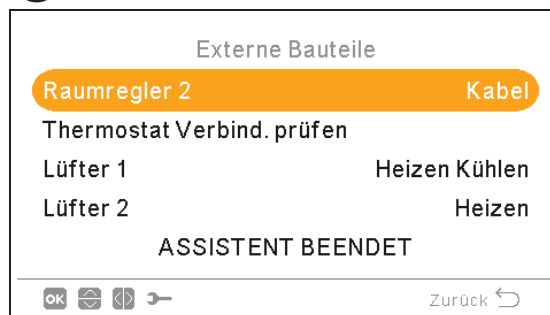 Externe Bauteile
Raumregler 2 Kabel
Thermostat Verbind. prüfen
Lüfter 1 Heizen Kühlen
Lüfter 2 Heizen
ASSISTENT BEENDET
OK Zurück